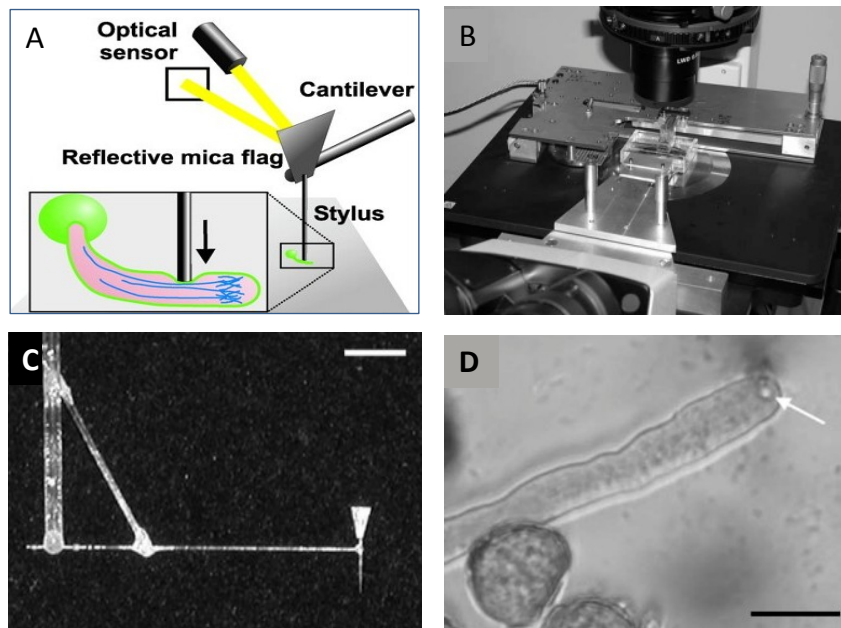 A
Optical
sensor
Cantilever
Reflective mica flag
Stylus
B
C
D